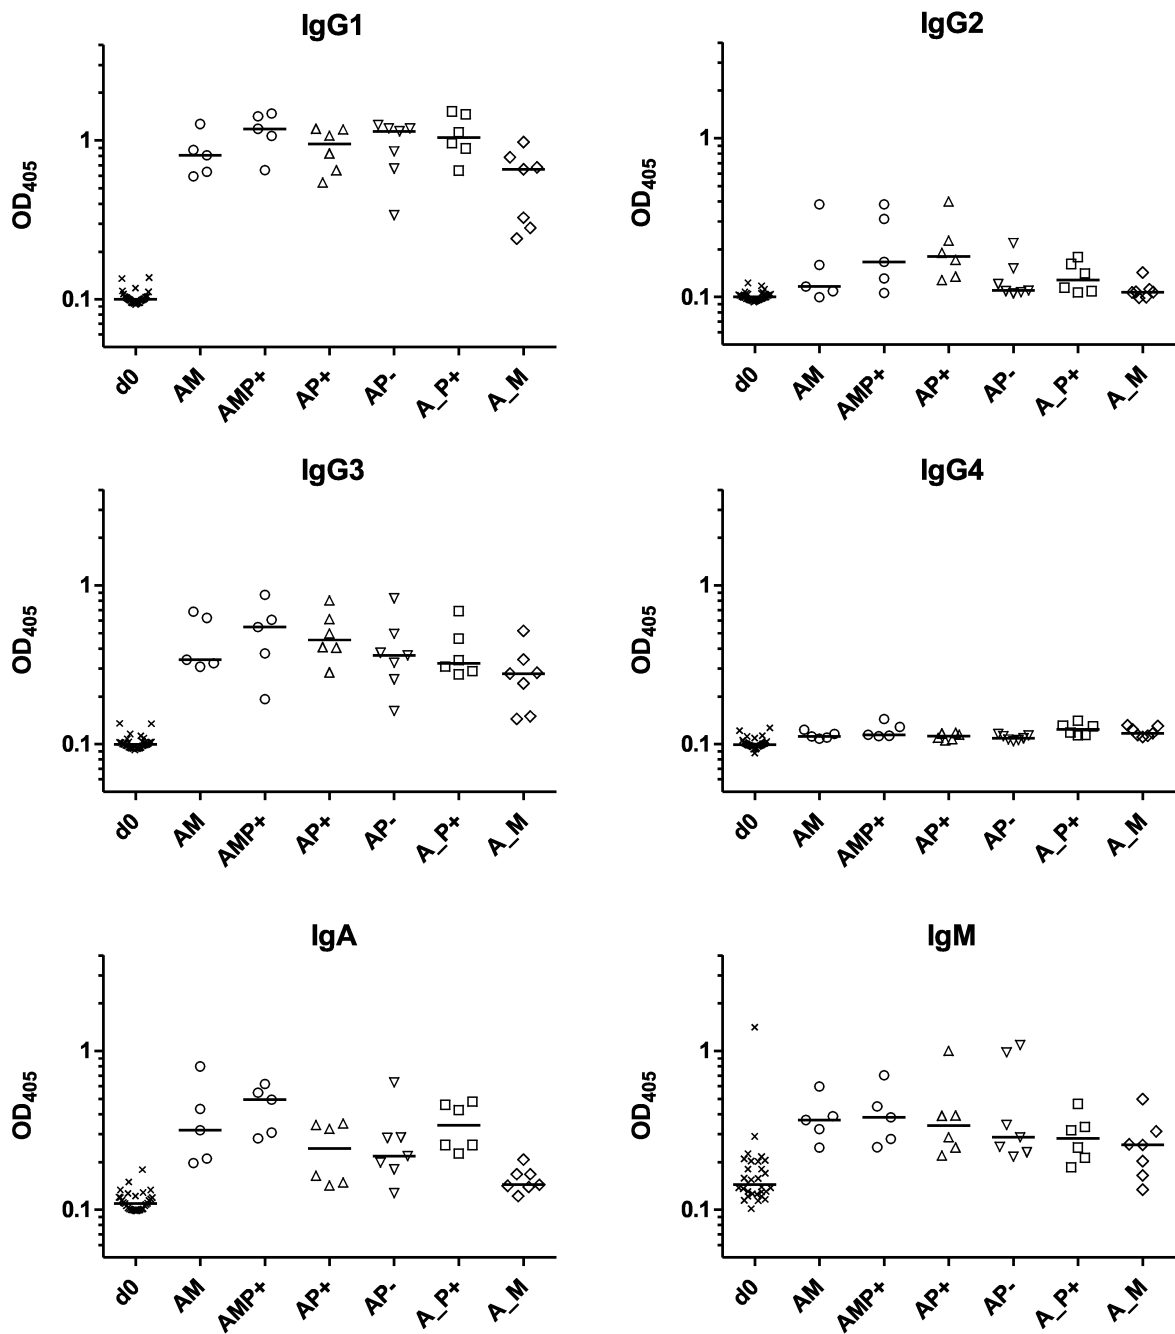 IgG1
OD405
1
0.1
d0 AM AMP+ AP+ AP- A_P+ A_M
IgG2
OD405
1
0.1
d0 AM AMP+ AP+ AP- A_P+ A_M
IgG3
OD405
1
0.1
d0 AM AMP+ AP+ AP- A_P+ A_M
IgG4
OD405
1
0.1
d0 AM AMP+ AP+ AP- A_P+ A_M
IgA
OD405
1
0.1
d0 AM AMP+ AP+ AP- A_P+ A_M
IgM
OD405
1
0.1
d0 AM AMP+ AP+ AP- A_P+ A_M